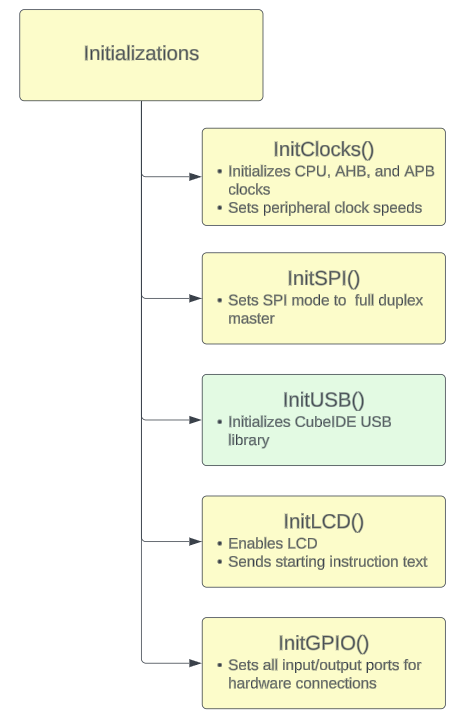 Initializations
InitClocks()
• Initializes CPU, AHB, and APB
clocks
• Sets peripheral clock speeds
InitSPI()
• Sets SPI mode to  full duplex
master
InitUSB()
• Initializes CubeIDE USB
library
InitLCD()
• Enables LCD
• Sends starting instruction text
InitGPIO()
• Sets all input/output ports for
hardware connections